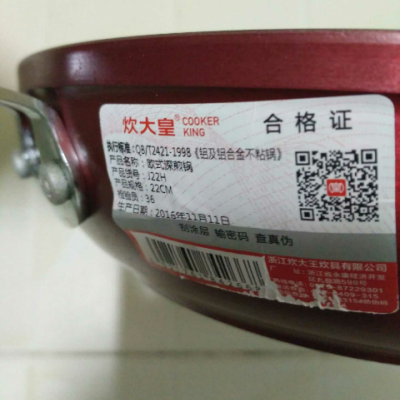 炊大皇® COOKER KING
合格证
执行标准:QB/T2421-1998《铝及铝合金不粘锅》
产品名称:欧式深煎锅
产品货号:J22H
产品规格:22CM
检验员:36
生产日期:2016年11月11日
刮涂层 输密码 查真伪
浙江炊大王炊具有限公司